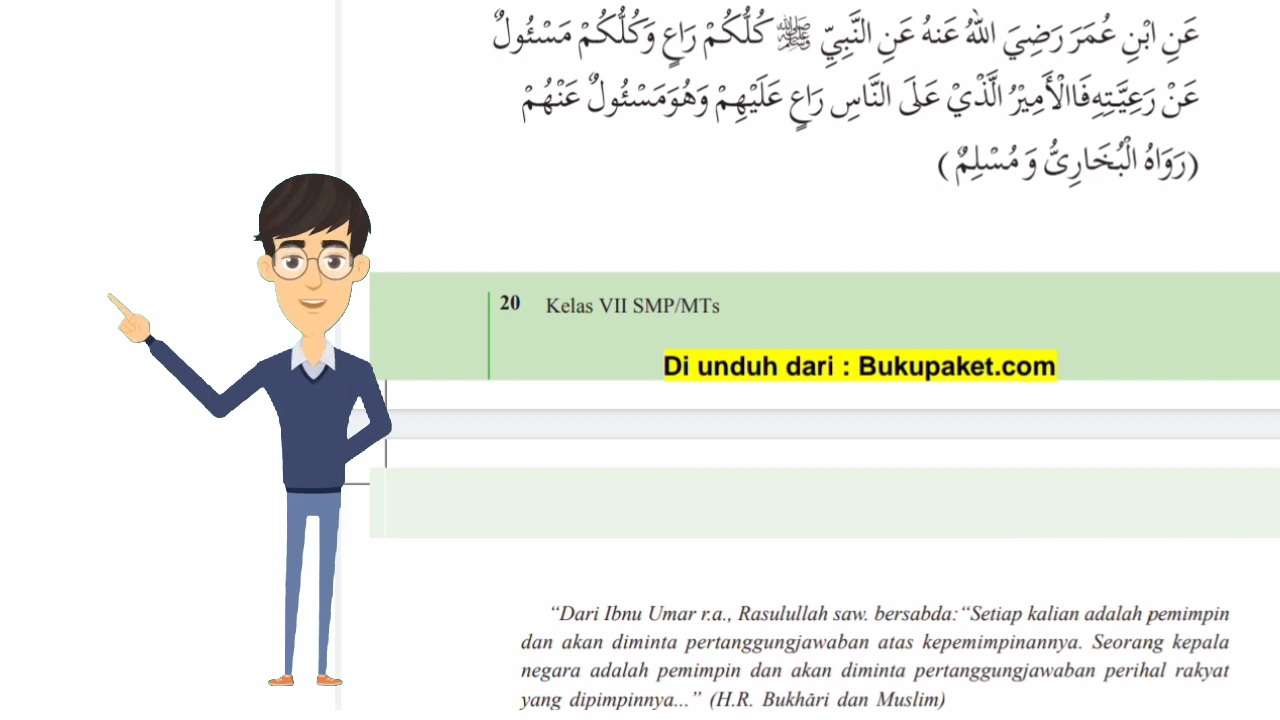 عَنِ ابْنِ عُمَرَ رَضِيَ اللهُ عَنهُ عَنِ النَّبِيِّ ﷺ كُلُّكُمْ رَاعٍ وَكُلُّكُمْ مَسْئُولٌ
عَنْ رَعِيَّتِهِ فَاالْأَمِيْرُ الَّذْيْ عَلَى النَّاسِ رَاعٍ عَلَيْهِمْ وَهُوَمَسْئُولٌ عَنْهُمْ
(رَوَاهُ الْبُخَارِىُّ وَ مُسْلِمٌ )
20 Kelas VII SMP/MTs
Di unduh dari : Bukupaket.com
“Dari Ibnu Umar r.a., Rasulullah saw. bersabda:“Setiap kalian adalah pemimpin
dan akan diminta pertanggungjawaban atas kepemimpinannya. Seorang kepala
negara adalah pemimpin dan akan diminta pertanggungjawaban perihal rakyat
yang dipimpinnya...” (H.R. Bukhāri dan Muslim)